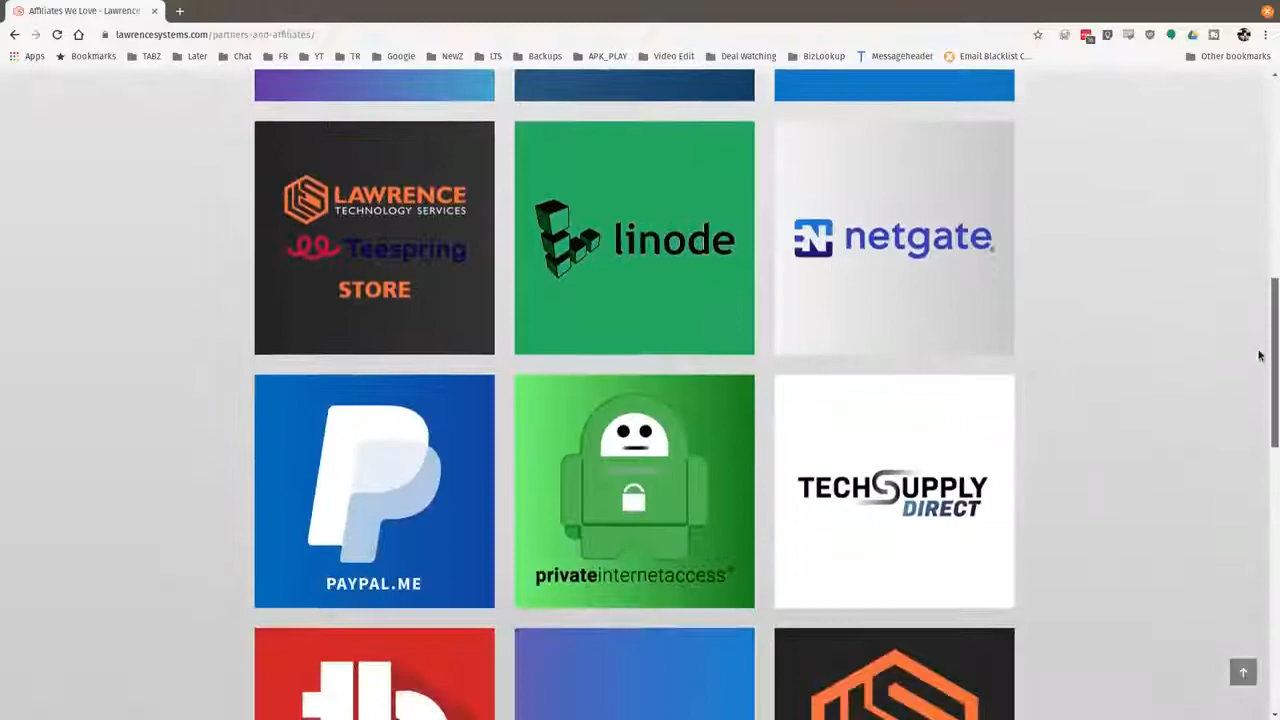 Affiliates We Love - Lawrence
lawrencesystems.com/partners-and-affiliates/
Apps Bookmarks TABZ Later Chat FB YT TR Google NewZ LTS Backups APK_PLAY Video Edit Deal Watching BizLookup Messageheader Email Blacklist C... Other bookmarks
LAWRENCE
TECHNOLOGY SERVICES
Teespring
STORE
linode
netgate
PAYPAL.ME
privateinternetaccess
TECHSUPPLY
DIRECT